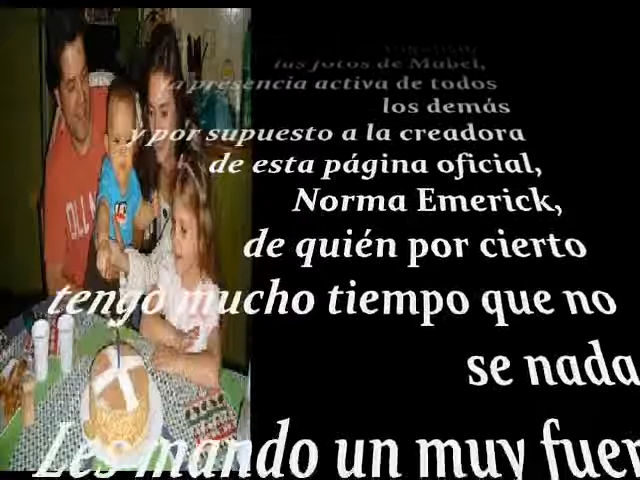 las fotos de Mabel,
la presencia activa de todos
los demás
y por supuesto a la creadora
de esta página oficial,
Norma Emerick,
de quién por cierto
tengo mucho tiempo que no
se nada
Les mando un muy fuer